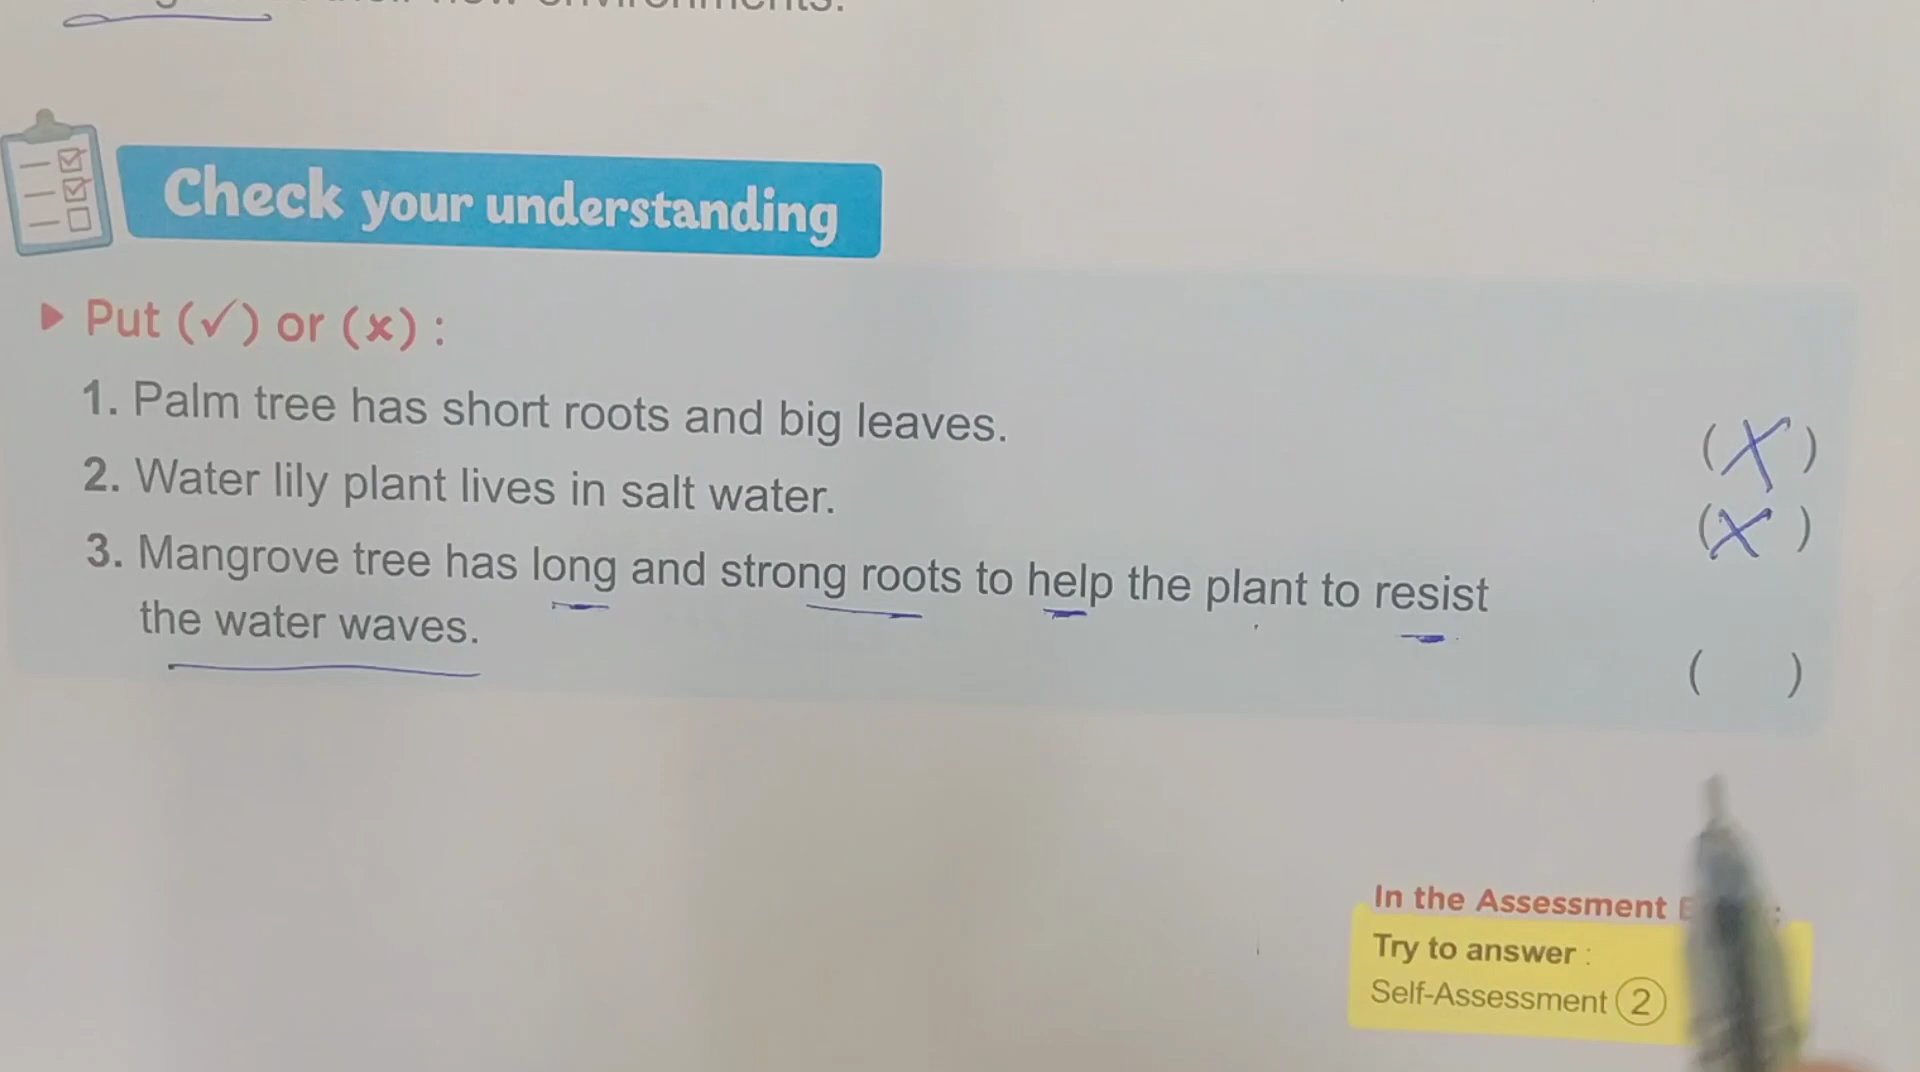 environments.
Check your understanding
Put (✓) or (x) :
1. Palm tree has short roots and big leaves. (X)
2. Water lily plant lives in salt water. (X)
3. Mangrove tree has long and strong roots to help the plant to resist
the water waves. ( )
In the Assessment :
Try to answer :
Self-Assessment 2